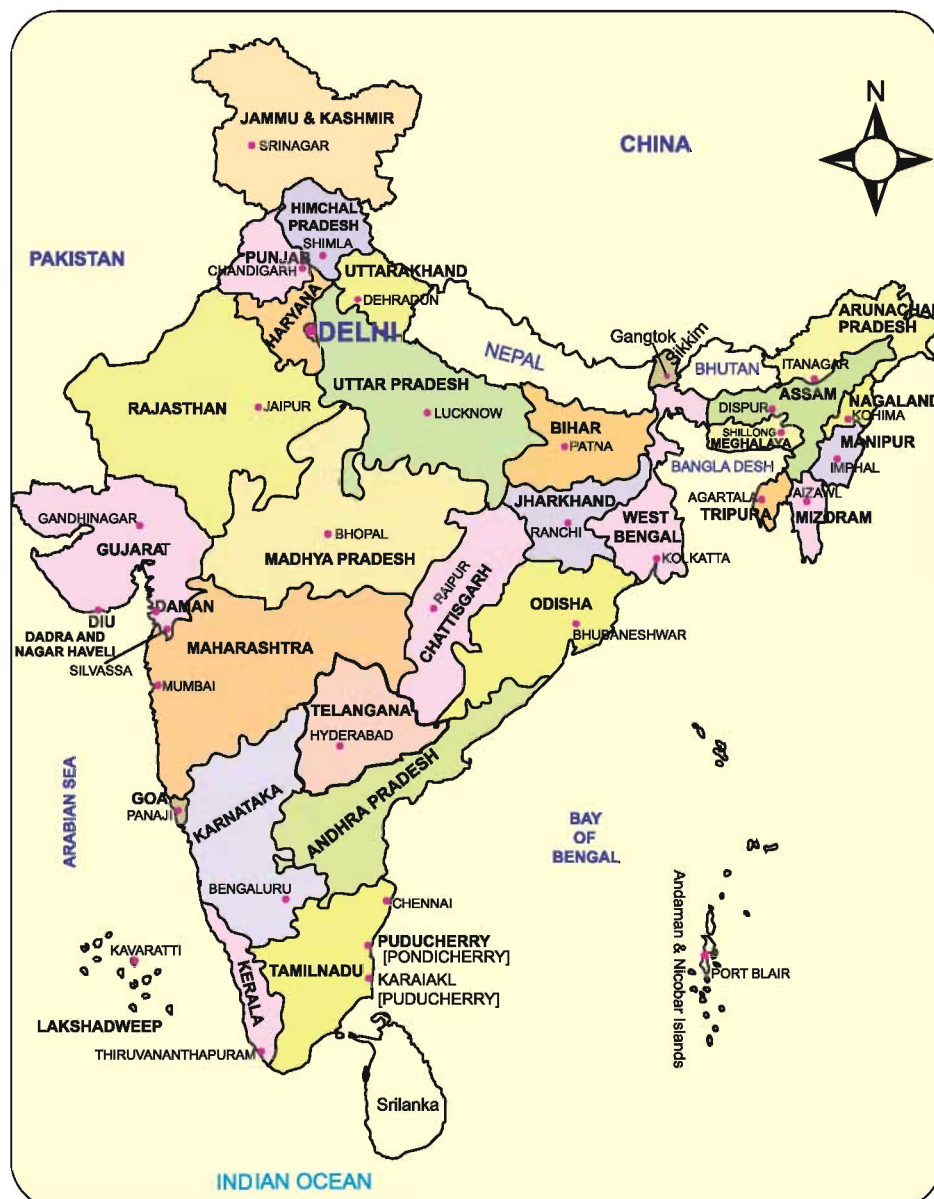 N
JAMMU & KASHMIR
SRINAGAR
CHINA
HIMCHAL
PRADESH
SHIMLA
PAKISTAN
PUNJAB
CHANDIGARH
UTTARAKHAND
DEHRADUN
HARYANA
DELHI
ARUNACHAL
PRADESH
NEPAL
Gangtok
Sikkim
BHUTAN
ITANAGAR
ASSAM
DISPUR
NAGALAND
KOHIMA
UTTAR PRADESH
LUCKNOW
RAJASTHAN
JAIPUR
BIHAR
PATNA
SHILLONG
MEGHALAYA
MANIPUR
IMPHAL
BANGLA DESH
AGARTALA
TRIPURA
AIZAWL
MIZDRAM
JHARKHAND
RANCHI
WEST
BENGAL
KOLKATTA
GANDHINAGAR
GUJARAT
BHOPAL
MADHYA PRADESH
RAIPUR
CHATTISGARH
ODISHA
BHUBANESHWAR
DAMAN
DIU
DADRA AND
NAGAR HAVELI
SILVASSA
MAHARASHTRA
MUMBAI
TELANGANA
HYDERABAD
ARABIAN SEA
GOA
PANAJI
KARNATAKA
ANDHRA PRADESH
BAY
OF
BENGAL
BENGALURU
CHENNAI
Andaman & Nicobar Islands
PORT BLAIR
KAVARATTI
LAKSHADWEEP
KERALA
TAMILNADU
PUDUCHERRY
[PONDICHERRY]
KARAIAKL
[PUDUCHERRY]
THIRUVANANTHAPURAM
Srilanka
INDIAN OCEAN